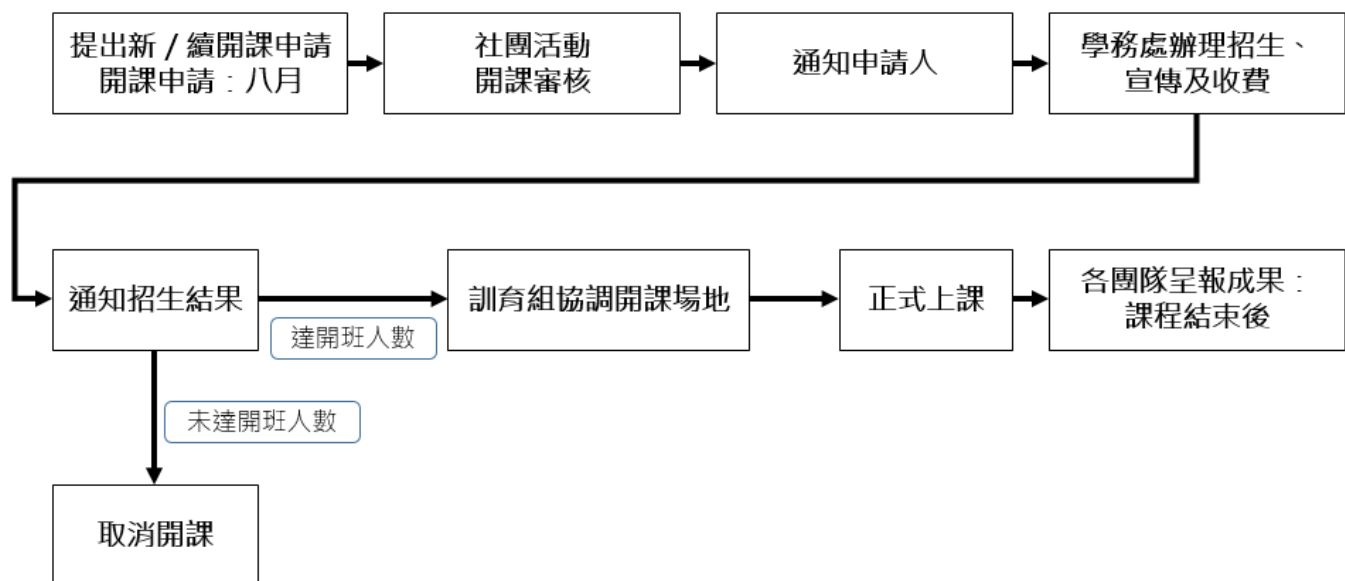 提出新 / 續開課申請
開課申請：八月
社團活動
開課審核
通知申請人
學務處辦理招生、
宣傳及收費
通知招生結果
達開班人數
訓育組協調開課場地
正式上課
各團隊呈報成果：
課程結束後
未達開班人數
取消開課